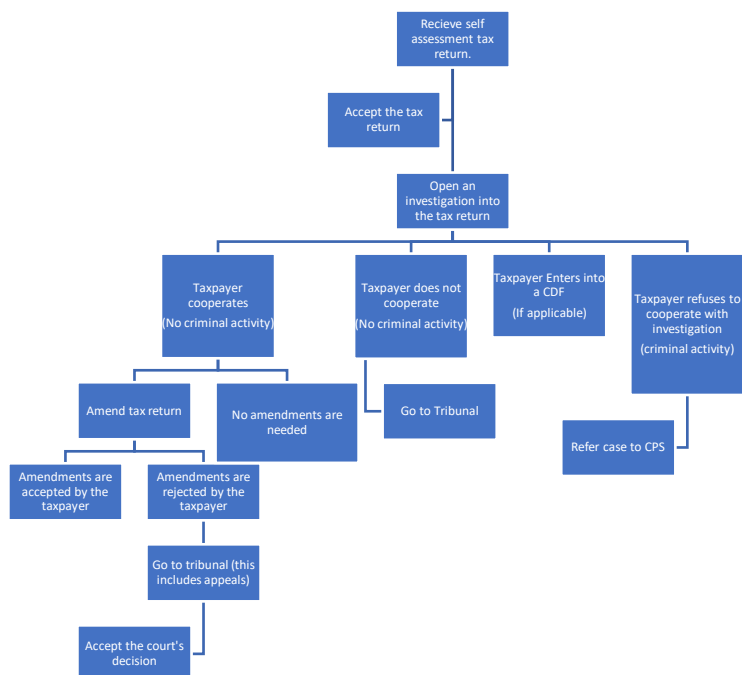 Recieve self
assessment tax
return.
Accept the tax
return
Open an
investigation into
the tax return
Taxpayer
cooperates
(No criminal activity)
Taxpayer does not
cooperate
(No criminal activity)
Taxpayer Enters into
a CDF
(If applicable)
Taxpayer refuses to
cooperate with
investigation
(criminal activity)
Amend tax return
No amendments are
needed
Go to Tribunal
Refer case to CPS
Amendments are
accepted by the
taxpayer
Amendments are
rejected by the
taxpayer
Go to tribunal (this
includes appeals)
Accept the court's
decision